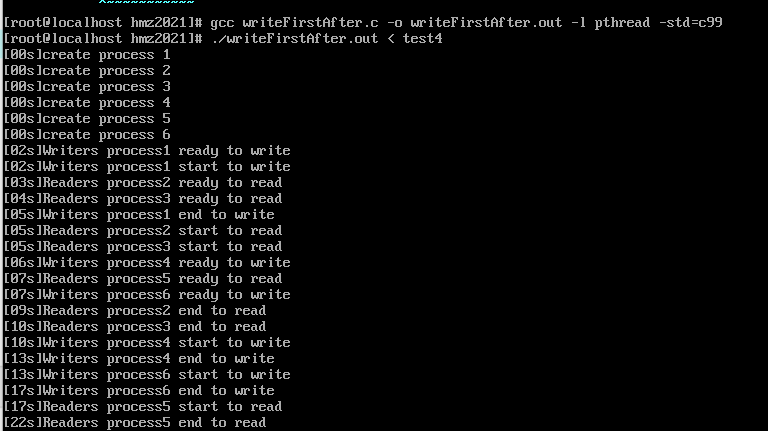 [root@localhost hmz2021]# gcc writeFirstAfter.c -o writeFirstAfter.out -l pthread -std=c99
[root@localhost hmz2021]# ./writeFirstAfter.out < test4
[00s]create process 1
[00s]create process 2
[00s]create process 3
[00s]create process 4
[00s]create process 5
[00s]create process 6
[02s]Writers process1 ready to write
[02s]Writers process1 start to write
[03s]Readers process2 ready to read
[04s]Readers process3 ready to read
[05s]Writers process1 end to write
[05s]Readers process2 start to read
[05s]Readers process3 start to read
[06s]Writers process4 ready to write
[07s]Readers process5 ready to read
[07s]Writers process6 ready to write
[09s]Readers process2 end to read
[10s]Readers process3 end to read
[10s]Writers process4 start to write
[13s]Writers process4 end to write
[13s]Writers process6 start to write
[17s]Writers process6 end to write
[17s]Readers process5 start to read
[22s]Readers process5 end to read